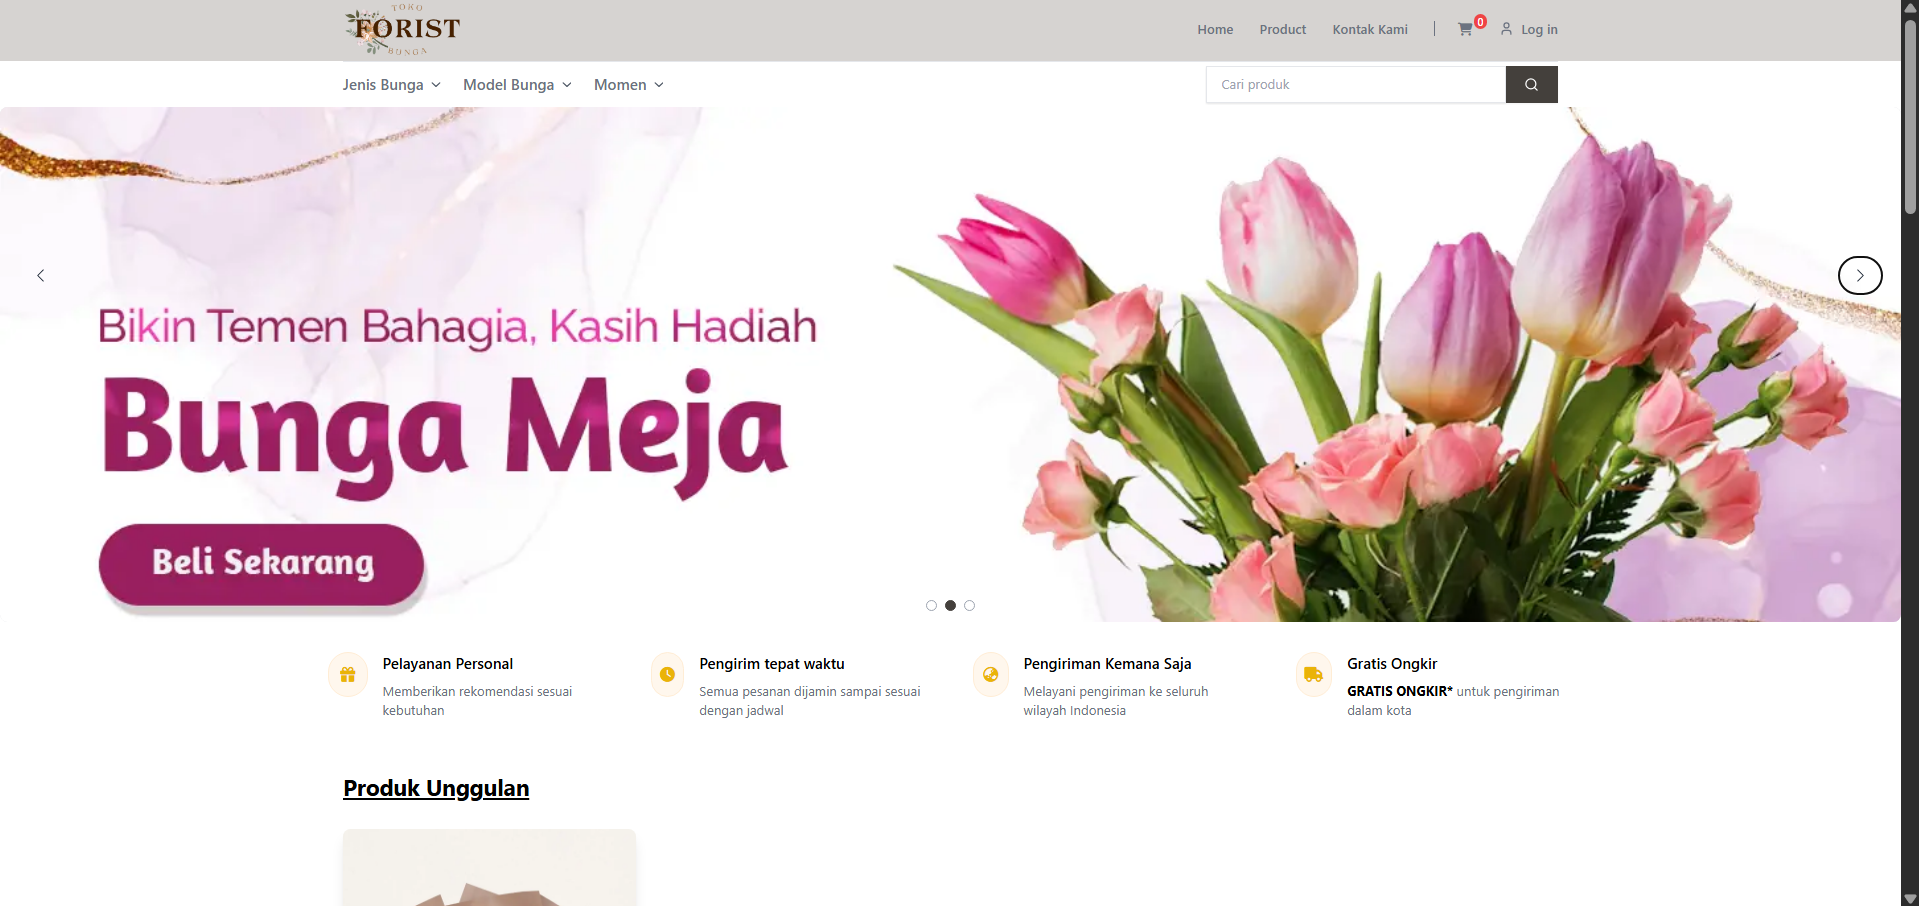 TOKO
FORIST
BUNGA
Home
Product
Kontak Kami
0
Log in
Jenis Bunga
Model Bunga
Momen
Cari produk
Bikin Temen Bahagia, Kasih Hadiah
Bunga Meja
Beli Sekarang
Pelayanan Personal
Memberikan rekomendasi sesuai
kebutuhan
Pengirim tepat waktu
Semua pesanan dijamin sampai sesuai
dengan jadwal
Pengiriman Kemana Saja
Melayani pengiriman ke seluruh
wilayah Indonesia
Gratis Ongkir
GRATIS ONGKIR* untuk pengiriman
dalam kota
Produk Unggulan